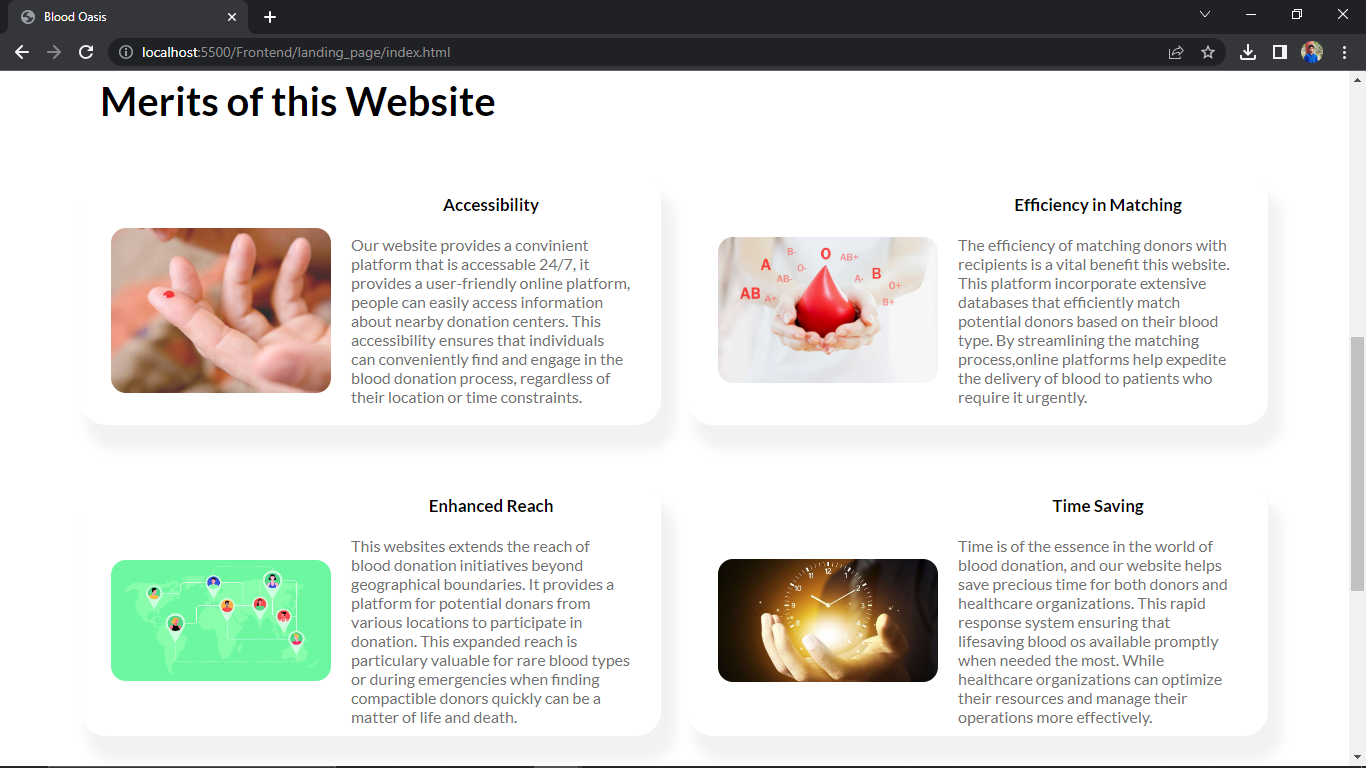 Blood Oasis
localhost:5500/Frontend/landing_page/index.html
Merits of this Website
Accessibility
Our website provides a convinient
platform that is accessable 24/7, it
provides a user-friendly online platform,
people can easily access information
about nearby donation centers. This
accessibility ensures that individuals
can conveniently find and engage in the
blood donation process, regardless of
their location or time constraints.
B-
O
AB+
A
O-
AB-
A-
B
O+
AB
A+
B+
Efficiency in Matching
The efficiency of matching donors with
recipients is a vital benefit this website.
This platform incorporate extensive
databases that efficiently match
potential donors based on their blood
type. By streamlining the matching
process,online platforms help expedite
the delivery of blood to patients who
require it urgently.
Enhanced Reach
This websites extends the reach of
blood donation initiatives beyond
geographical boundaries. It provides a
platform for potential donars from
various locations to participate in
donation. This expanded reach is
particulary valuable for rare blood types
or during emergencies when finding
compactible donors quickly can be a
matter of life and death.
11 12 1
10 2
9 3
8
Time Saving
Time is of the essence in the world of
blood donation, and our website helps
save precious time for both donors and
healthcare organizations. This rapid
response system ensuring that
lifesaving blood os available promptly
when needed the most. While
healthcare organizations can optimize
their resources and manage their
operations more effectively.